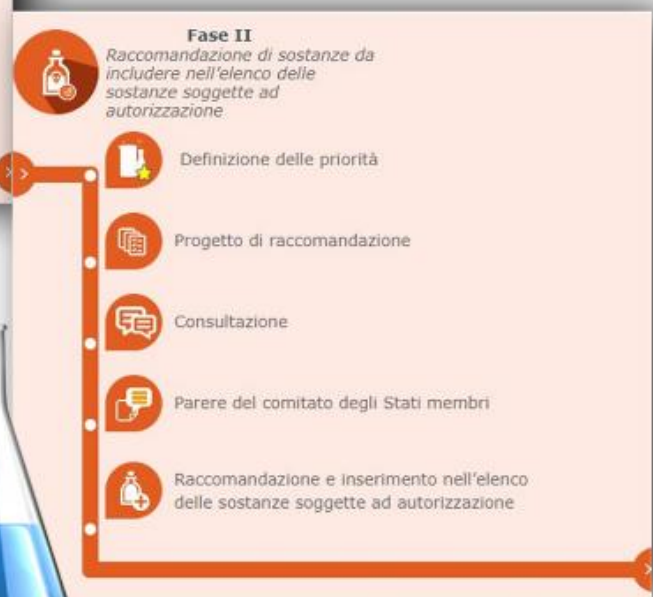 Fase II
Raccomandazione di sostanze da
includere nell'elenco delle
sostanze soggette ad
autorizzazione
Definizione delle priorità
Progetto di raccomandazione
Consultazione
Parere del comitato degli Stati membri
Raccomandazione e inserimento nell'elenco
delle sostanze soggette ad autorizzazione